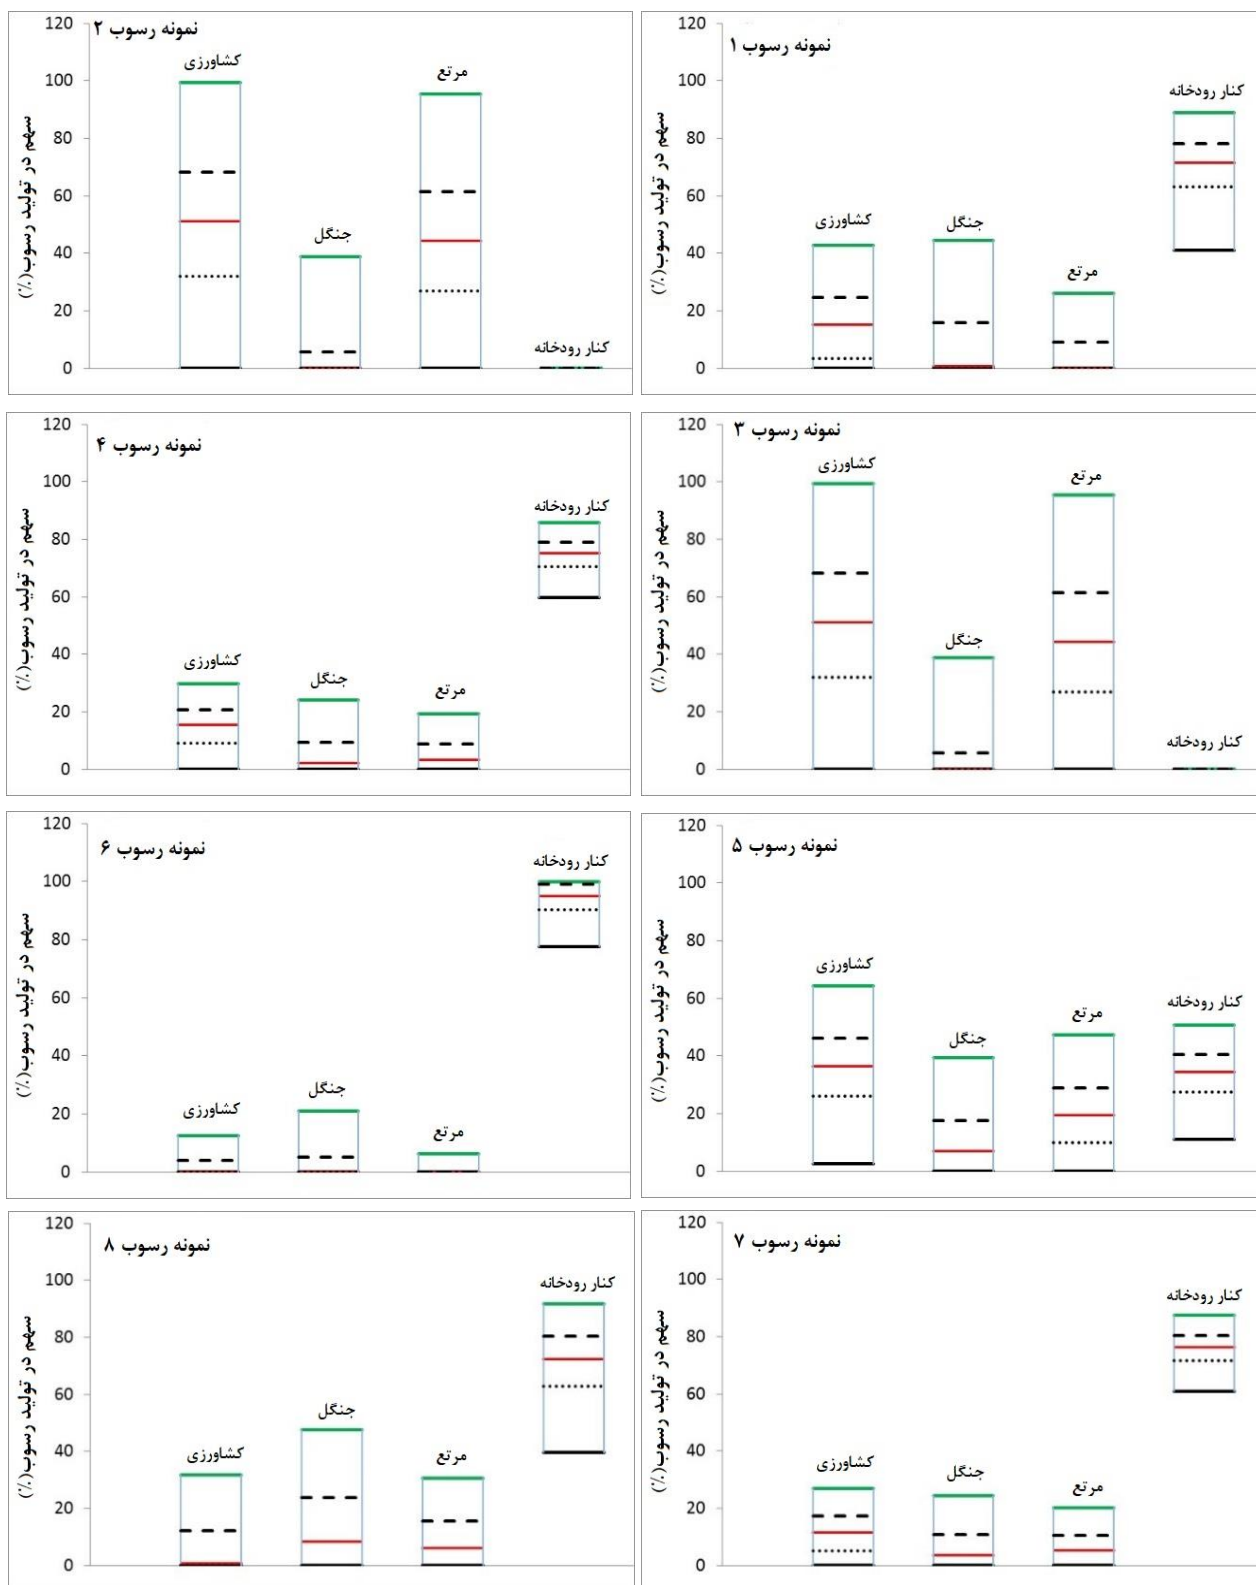 نمونه رسوب ۱
سهم در تولید رسوب(٪)
120
100
80
60
40
20
0
کشاورزی
جنگل
مرتع
کنار رودخانه
نمونه رسوب ۲
سهم در تولید رسوب(٪)
120
100
80
60
40
20
0
کشاورزی
جنگل
مرتع
کنار رودخانه
نمونه رسوب ۳
سهم در تولید رسوب(٪)
120
100
80
60
40
20
0
کشاورزی
جنگل
مرتع
کنار رودخانه
نمونه رسوب ۴
سهم در تولید رسوب(٪)
120
100
80
60
40
20
0
کشاورزی
جنگل
مرتع
کنار رودخانه
نمونه رسوب ۵
سهم در تولید رسوب(٪)
120
100
80
60
40
20
0
کشاورزی
جنگل
مرتع
کنار رودخانه
نمونه رسوب ۶
سهم در تولید رسوب(٪)
120
100
80
60
40
20
0
کشاورزی
جنگل
مرتع
کنار رودخانه
نمونه رسوب ۷
سهم در تولید رسوب(٪)
120
100
80
60
40
20
0
کشاورزی
جنگل
مرتع
کنار رودخانه
نمونه رسوب ۸
سهم در تولید رسوب(٪)
120
100
80
60
40
20
0
کشاورزی
جنگل
مرتع
کنار رودخانه